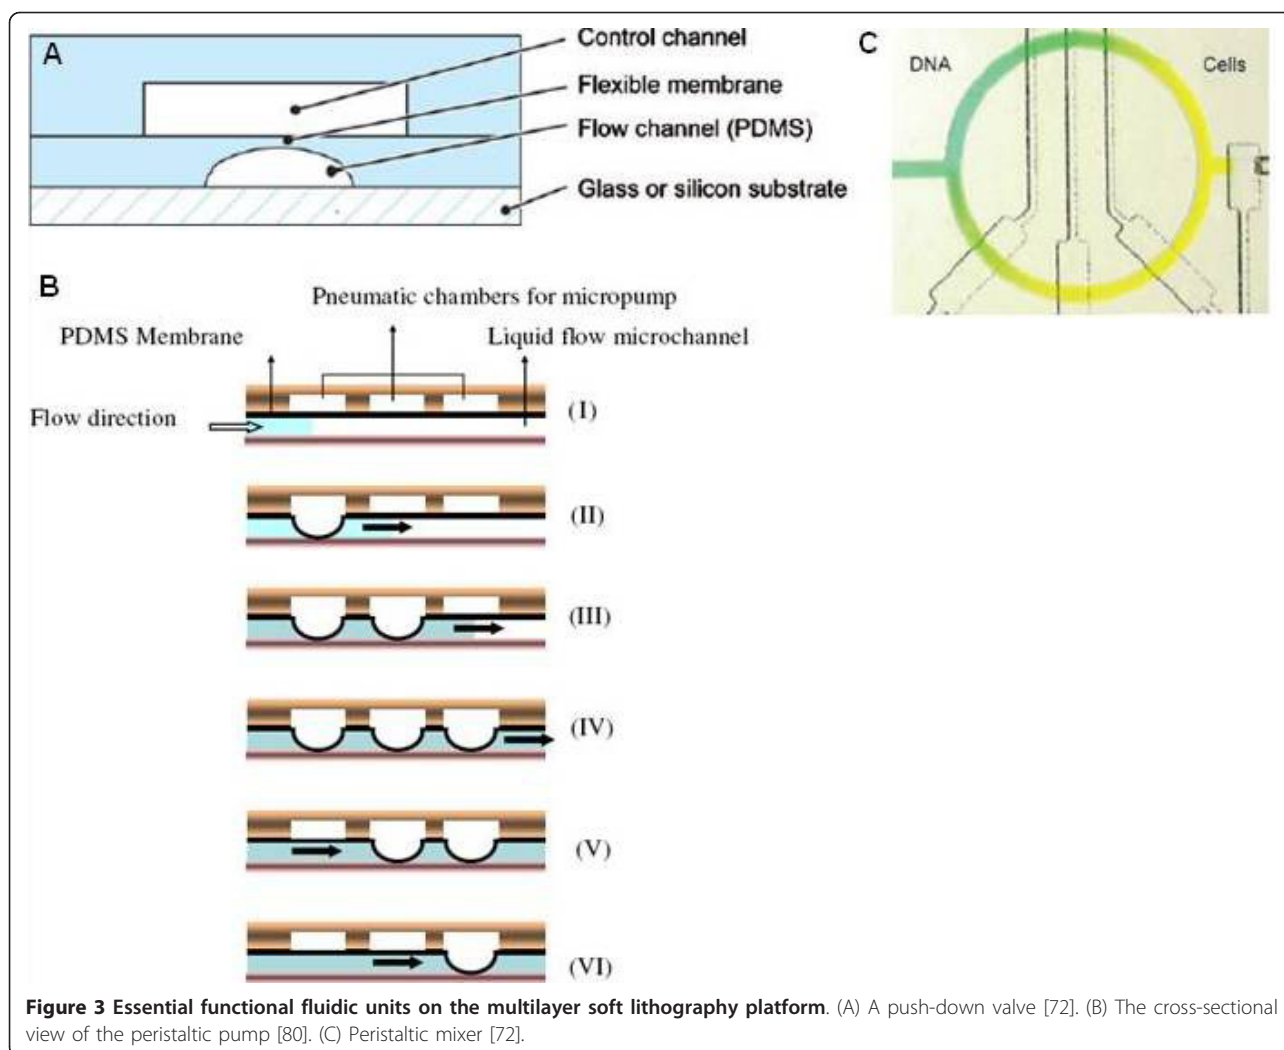 A
Control channel
Flexible membrane
Flow channel (PDMS)
Glass or silicon substrate
C
DNA
Cells
B
Pneumatic chambers for micropump
PDMS Membrane
Liquid flow microchannel
Flow direction
(I)
(II)
(III)
(IV)
(V)
(VI)
Figure 3 Essential functional fluidic units on the multilayer soft lithography platform. (A) A push-down valve [72]. (B) The cross-sectional
view of the peristaltic pump [80]. (C) Peristaltic mixer [72].